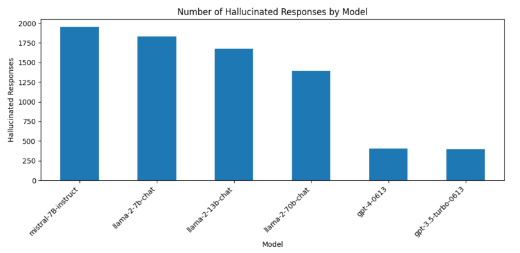 Number of Hallucinated Responses by Model
Hallucinated Responses
2000
1750
1500
1250
1000
750
500
250
0
mistral-7B-instruct
llama-2-7b-chat
llama-2-13b-chat
llama-2-70b-chat
gpt-4-0613
gpt-3.5-turbo-0613
Model